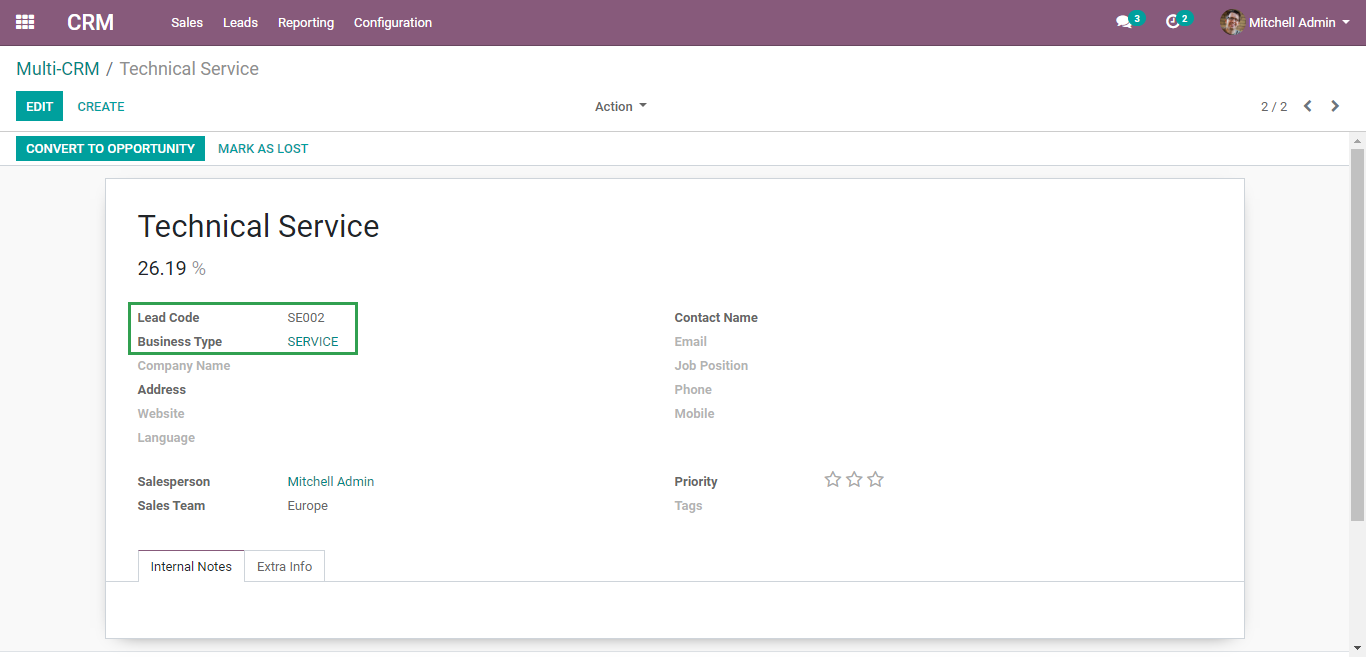 CRM Sales Leads Reporting Configuration 3 2 Mitchell Admin
Multi-CRM / Technical Service
EDIT CREATE Action 2 / 2
CONVERT TO OPPORTUNITY MARK AS LOST
Technical Service
26.19 %
Lead Code SE002 Contact Name
Business Type SERVICE Email
Company Name Job Position
Address Phone
Website Mobile
Language
Salesperson Mitchell Admin Priority
Sales Team Europe Tags
Internal Notes Extra Info